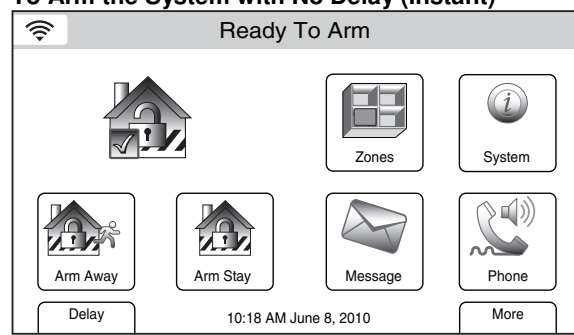 To Arm the System with No Delay (Instant)
Ready To Arm
Zones
System
Arm Away
Arm Stay
Message
Phone
Delay
10:18 AM June 8, 2010
More